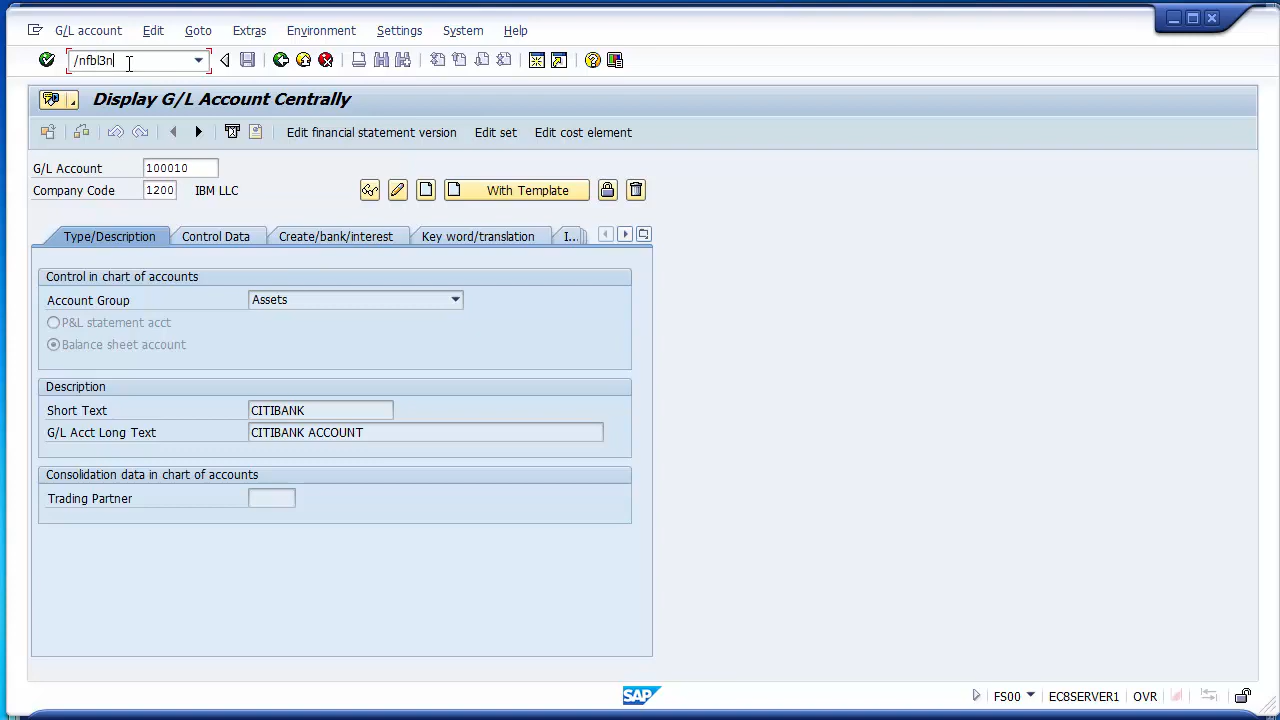 G/L account Edit Goto Extras Environment Settings System Help
/nfbl3n
Display G/L Account Centrally
Edit financial statement version Edit set Edit cost element
G/L Account 100010
Company Code 1200 IBM LLC With Template
Type/Description Control Data Create/bank/interest Key word/translation I...
Control in chart of accounts
Account Group Assets
P&L statement acct
Balance sheet account
Description
Short Text CITIBANK
G/L Acct Long Text CITIBANK ACCOUNT
Consolidation data in chart of accounts
Trading Partner
SAP FS00 EC8SERVER1 OVR